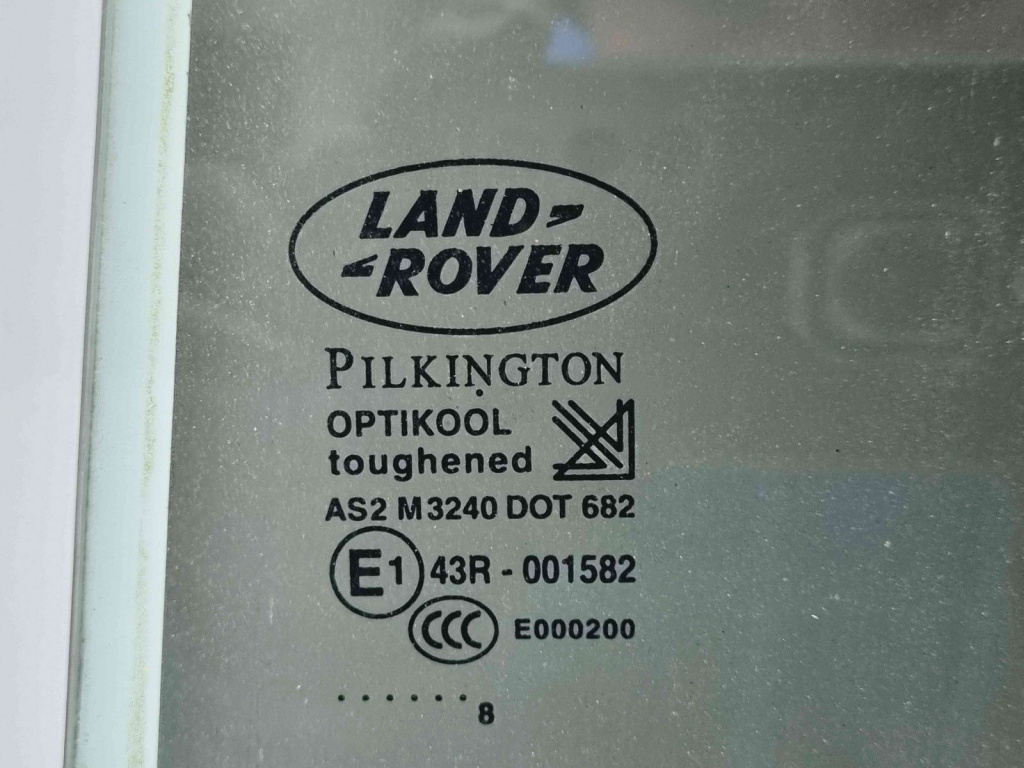 LAND
ROVER
PILKINGTON
OPTIKOOL
toughened
AS2 M3240 DOT 682
E1 43R - 001582
CCC E000200
. . . . . . 8